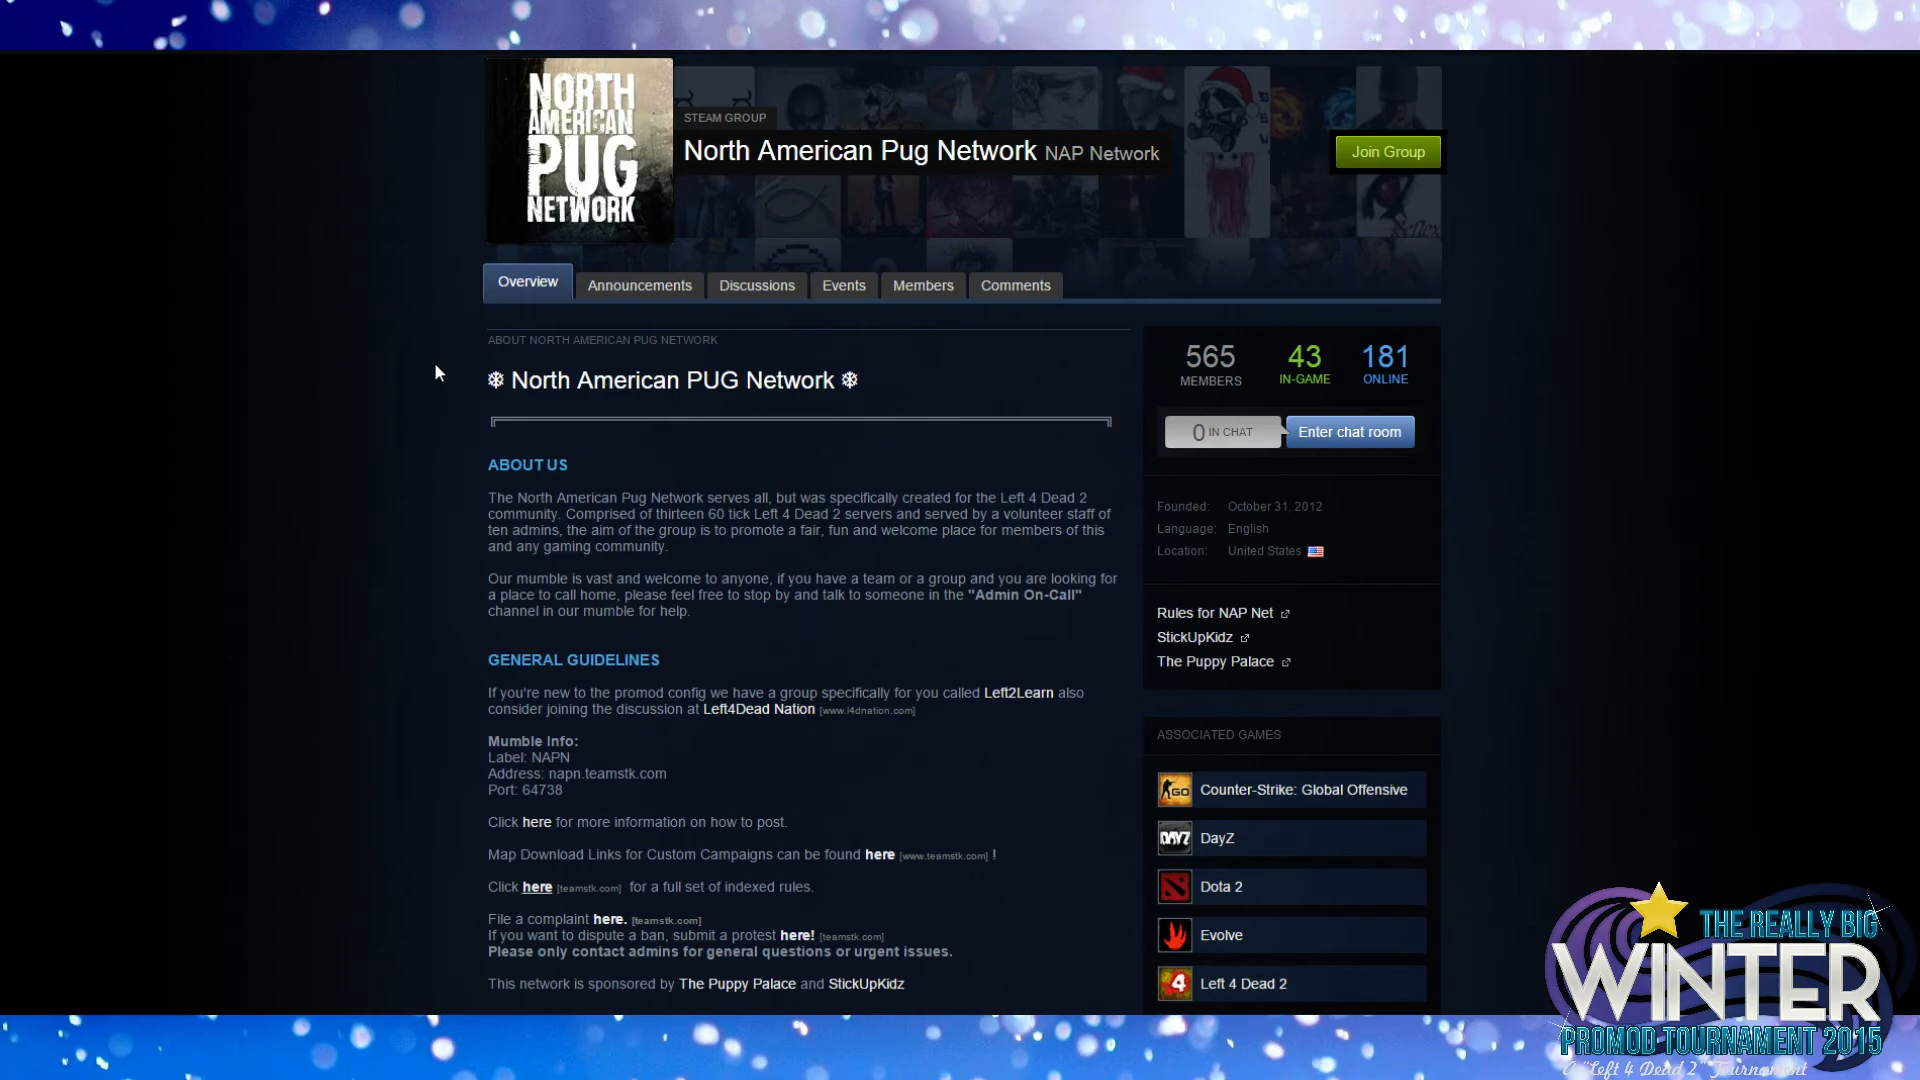 NORTH
AMERICAN
PUG
NETWORK
STEAM GROUP
North American Pug Network NAP Network
Join Group
Overview
Announcements
Discussions
Events
Members
Comments
ABOUT NORTH AMERICAN PUG NETWORK
❄ North American PUG Network ❄
ABOUT US
The North American Pug Network serves all, but was specifically created for the Left 4 Dead 2
community. Comprised of thirteen 60 tick Left 4 Dead 2 servers and served by a volunteer staff of
ten admins, the aim of the group is to promote a fair, fun and welcome place for members of this
and any gaming community.
Our mumble is vast and welcome to anyone, if you have a team or a group and you are looking for
a place to call home, please feel free to stop by and talk to someone in the "Admin On-Call"
channel in our mumble for help.
GENERAL GUIDELINES
If you're new to the promod config we have a group specifically for you called Left2Learn also
consider joining the discussion at Left4Dead Nation [www.l4dnation.com]
Mumble Info:
Label: NAPN
Address: napn.teamstk.com
Port: 64738
Click here for more information on how to post.
Map Download Links for Custom Campaigns can be found here [www.teamstk.com] !
Click here [teamstk.com] for a full set of indexed rules.
File a complaint here. [teamstk.com]
If you want to dispute a ban, submit a protest here! [teamstk.com]
Please only contact admins for general questions or urgent issues.
This network is sponsored by The Puppy Palace and StickUpKidz
565 MEMBERS
43 IN-GAME
181 ONLINE
0 IN CHAT
Enter chat room
Founded: October 31, 2012
Language: English
Location: United States
Rules for NAP Net
StickUpKidz
The Puppy Palace
ASSOCIATED GAMES
GO Counter-Strike: Global Offensive
DAYZ DayZ
Dota 2
Evolve
4 Left 4 Dead 2
THE REALLY BIG
WINTER
PROMOD TOURNAMENT 2015
A "Left 4 Dead 2" Tournament